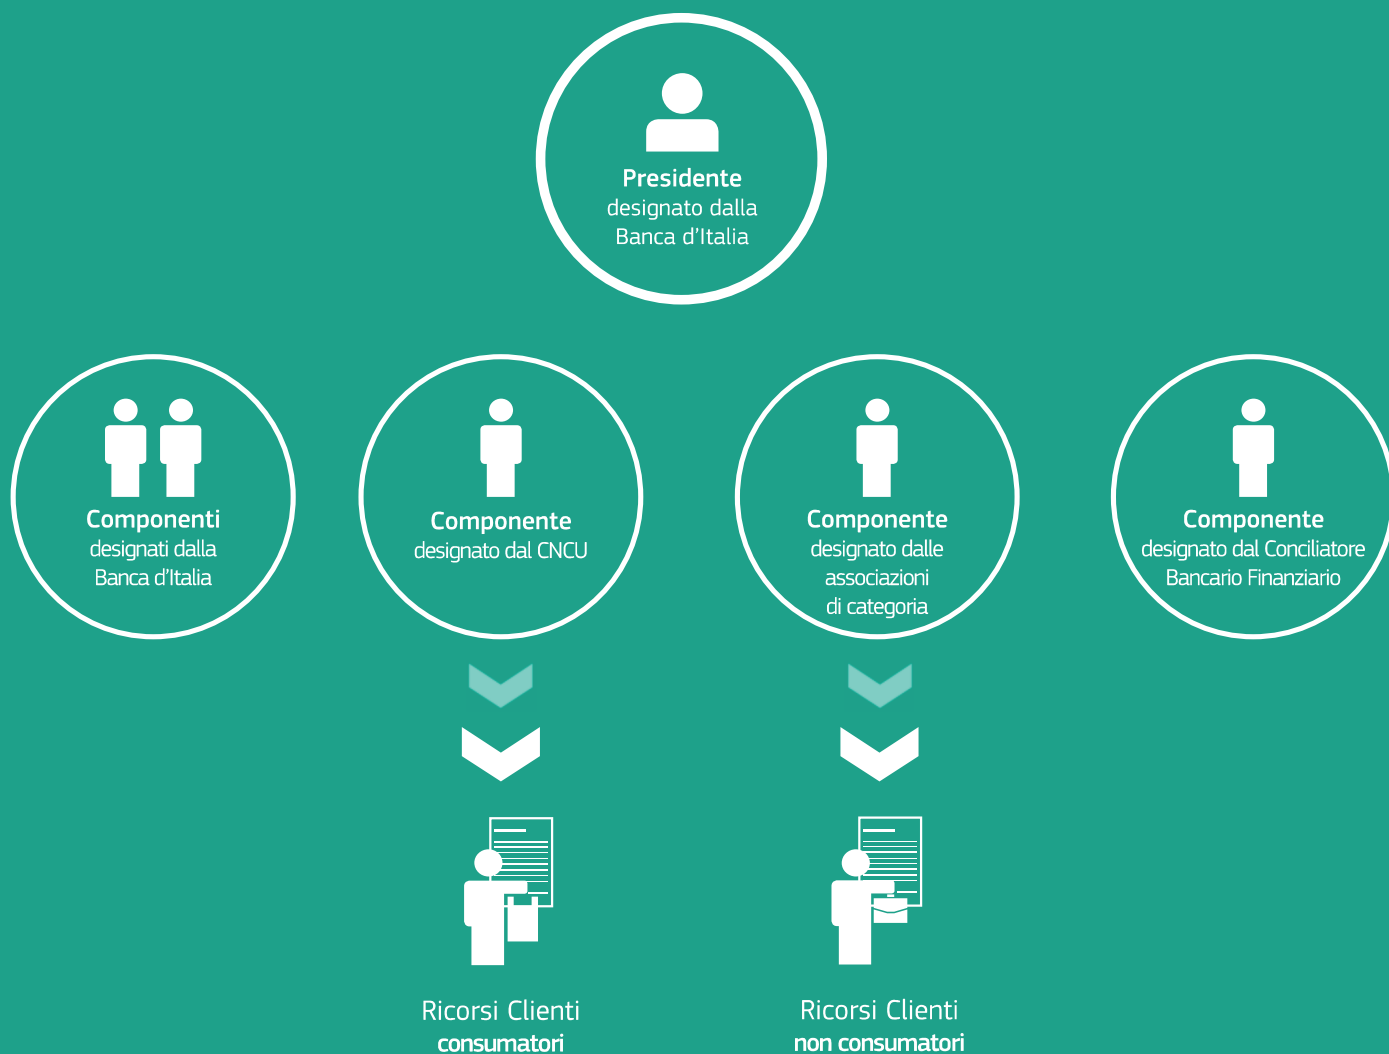 Presidente
designato dalla
Banca d'Italia
Componenti
designati dalla
Banca d'Italia
Componente
designato dal CNCU
Componente
designato dalle
associazioni
di categoria
Componente
designato dal Conciliatore
Bancario Finanziario
Ricorsi Clienti
consumatori
Ricorsi Clienti
non consumatori